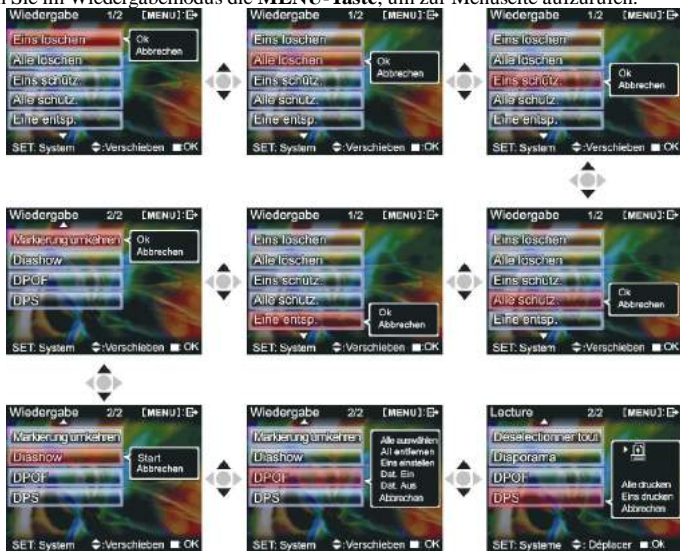 Sie im Wiedergabemodus die MENU-Taste, um zur Menüseite aufzurufen.
Wiedergabe 1/2 [MENU]:
Eins löschen
Alle löschen
Eins schütz.
Alle schütz.
Eine entsp.
Ok
Abbrechen
SET: System :Verschieben :OK
Wiedergabe 1/2 [MENU]:
Eins löschen
Alle löschen
Eins schütz.
Alle schütz.
Eine entsp.
Ok
Abbrechen
SET: System :Verschieben :OK
Wiedergabe 1/2 [MENU]:
Eins löschen
Alle löschen
Eins schütz.
Alle schütz.
Eine entsp.
Ok
Abbrechen
SET: System :Verschieben :OK
Wiedergabe 2/2 [MENU]:
Markierung umkehren
Diashow
DPOF
DPS
Ok
Abbrechen
SET: System :Verschieben :OK
Wiedergabe 1/2 [MENU]:
Eins löschen
Alle löschen
Eins schütz.
Alle schütz.
Eine entsp.
Ok
Abbrechen
SET: System :Verschieben :OK
Wiedergabe 1/2 [MENU]:
Eins löschen
Alle löschen
Eins schütz.
Alle schütz.
Eine entsp.
Ok
Abbrechen
SET: System :Verschieben :OK
Wiedergabe 2/2 [MENU]:
Markierung umkehren
Diashow
DPOF
DPS
Start
Abbrechen
SET: System :Verschieben :OK
Wiedergabe 2/2 [MENU]:
Markierung umkehren
Diashow
DPOF
DPS
Alle auswählen
All entfernen
Eins einstellen
Dat. Ein
Dat. Aus
Abbrechen
SET: System :Verschieben :OK
Lecture 2/2 [MENU]:
Deselectionner tout
Diaporama
DPOF
DPS
Alle drucken
Eins drucken
Abbrechen
SET: Systeme : Déplacer :Ok